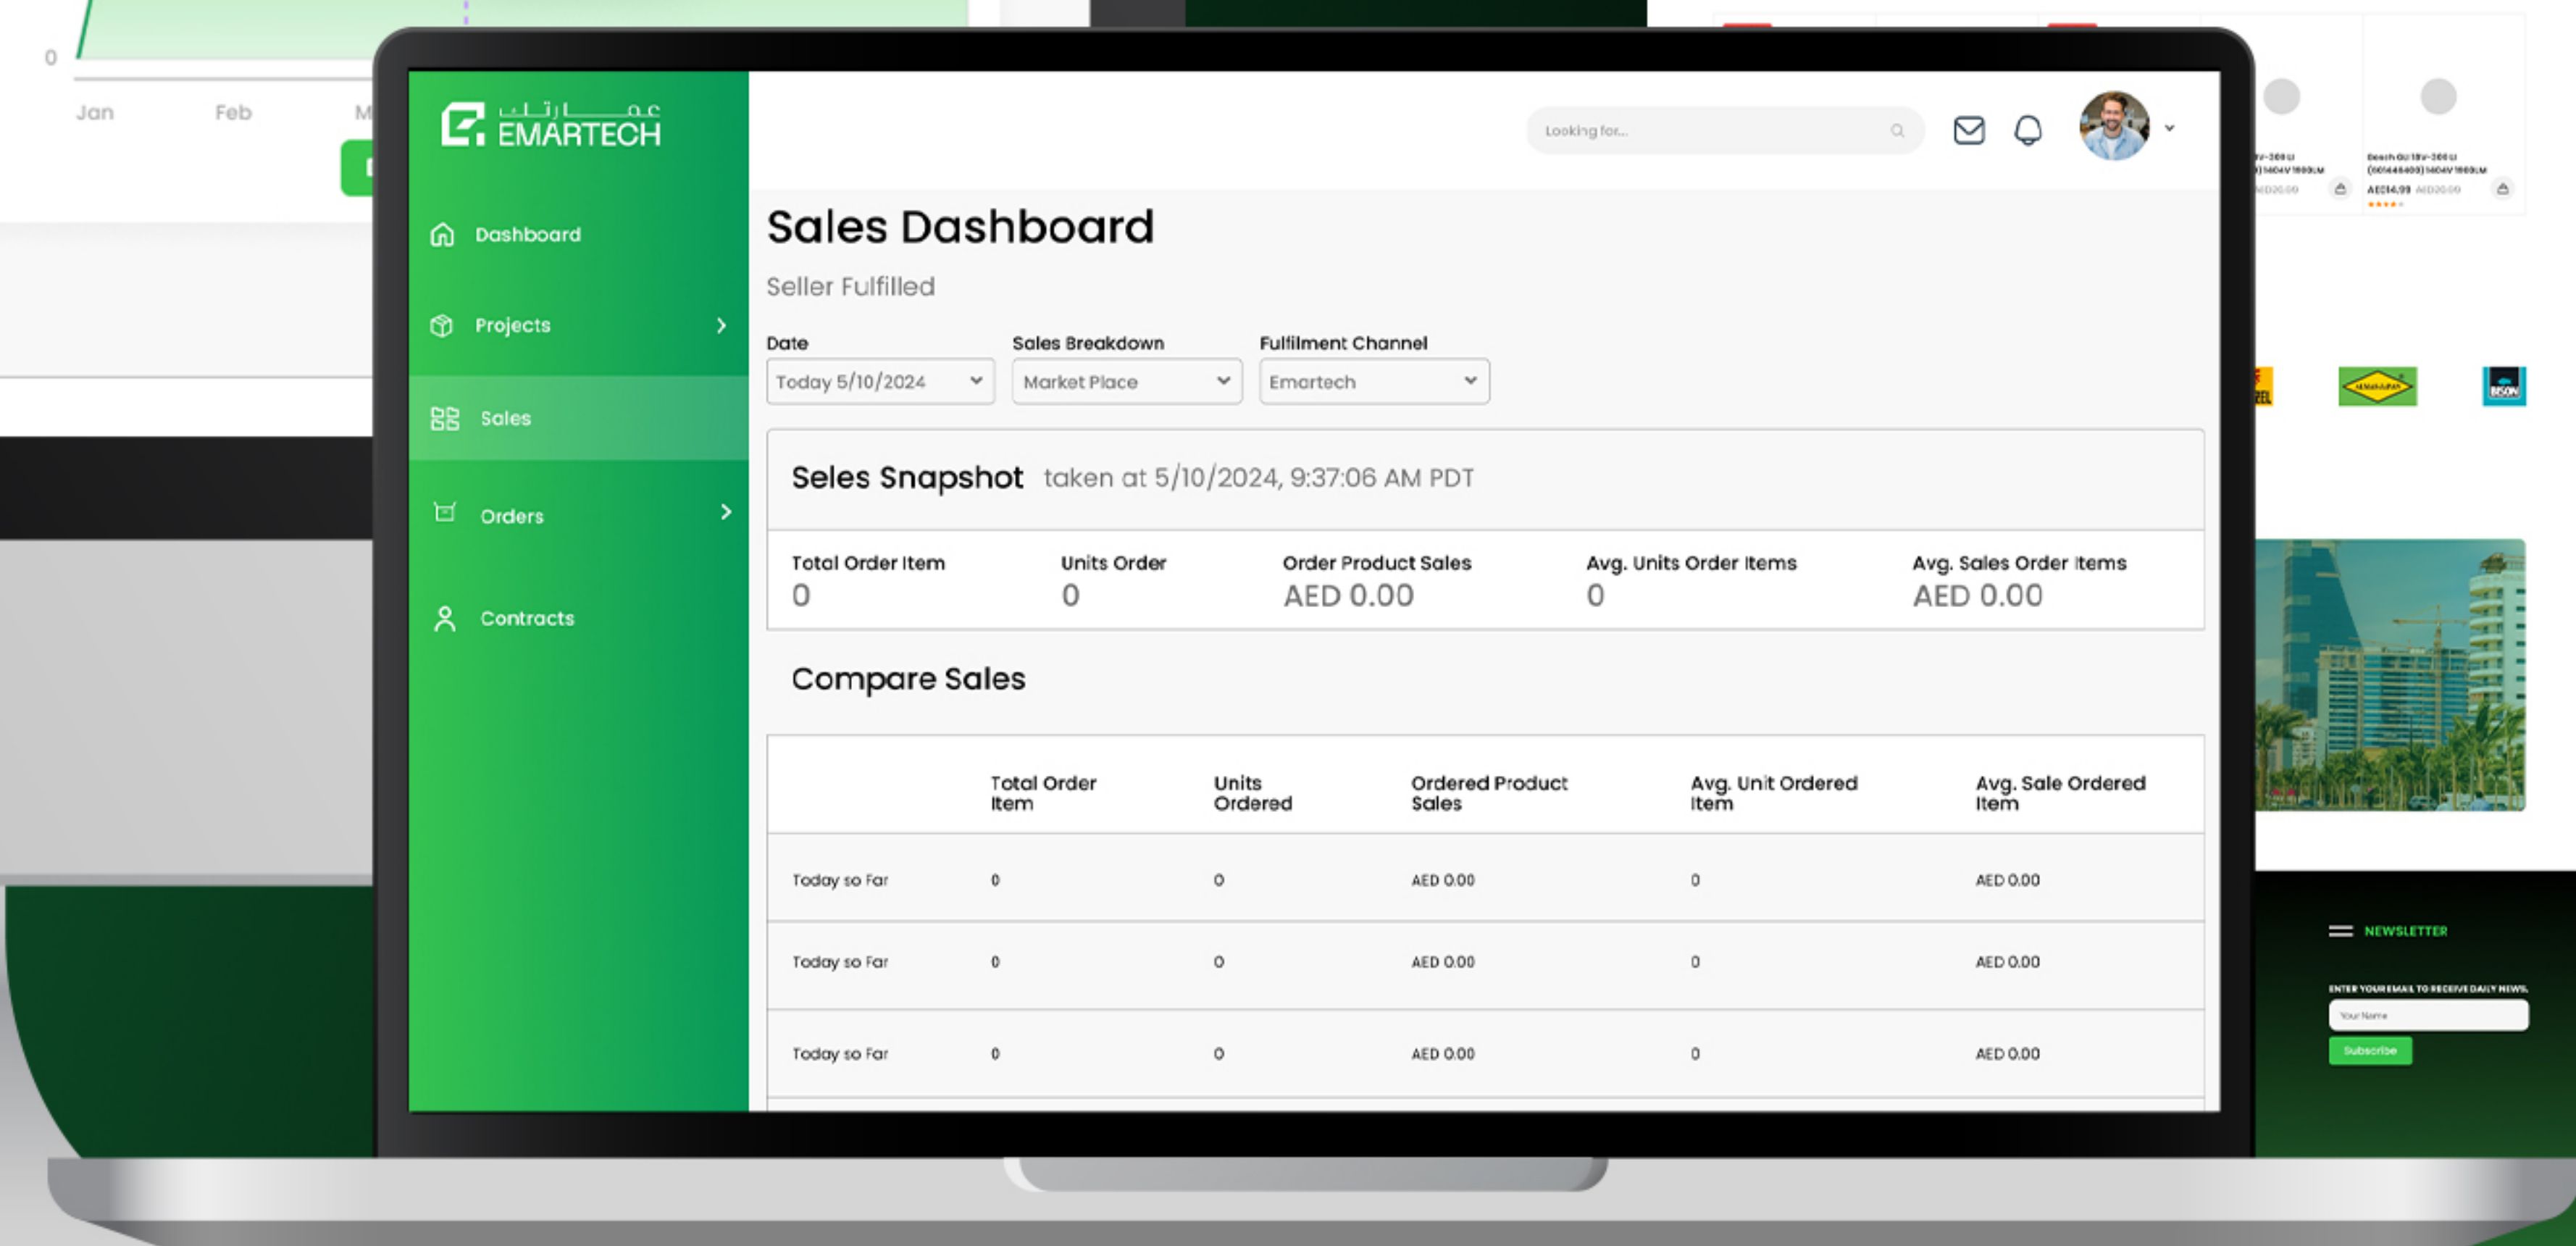 0
Jan
Feb
عمارتك
EMARTECH
Dashboard
Projects
Sales
Orders
Contracts
Looking for...
Sales Dashboard
Seller Fulfilled
Date
Sales Breakdown
Fulfilment Channel
Today 5/10/2024
Market Place
Emartech
Seles Snapshot taken at 5/10/2024, 9:37:06 AM PDT
Total Order Item
Units Order
Order Product Sales
Avg. Units Order Items
Avg. Sales Order Items
0
0
AED 0.00
0
AED 0.00
Compare Sales
Total Order
Item
Units
Ordered
Ordered Product
Sales
Avg. Unit Ordered
Item
Avg. Sale Ordered
Item
Today so Far 0 0 AED 0.00 0 AED 0.00
Today so Far 0 0 AED 0.00 0 AED 0.00
Today so Far 0 0 AED 0.00 0 AED 0.00
AED14.99 AED20.99
BISON
NEWSLETTER
ENTER YOUR EMAIL TO RECEIVE DAILY NEWS.
Your Name
Subscribe